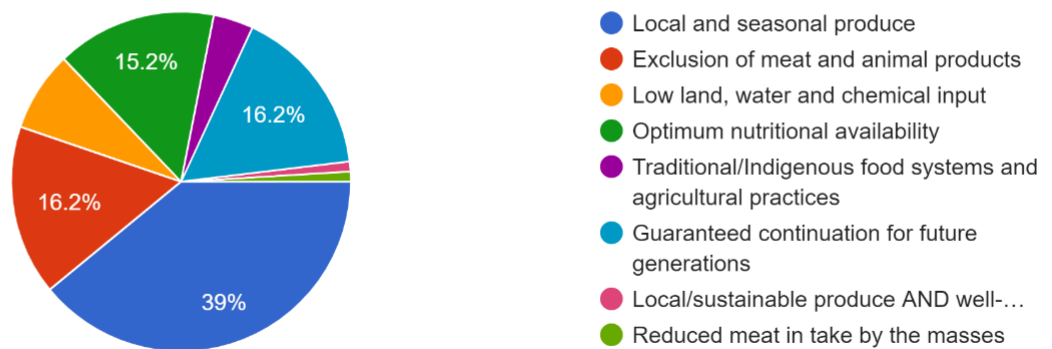 15.2%
16.2%
16.2%
39%
Local and seasonal produce
Exclusion of meat and animal products
Low land, water and chemical input
Optimum nutritional availability
Traditional/Indigenous food systems and
agricultural practices
Guaranteed continuation for future
generations
Local/sustainable produce AND well-…
Reduced meat in take by the masses